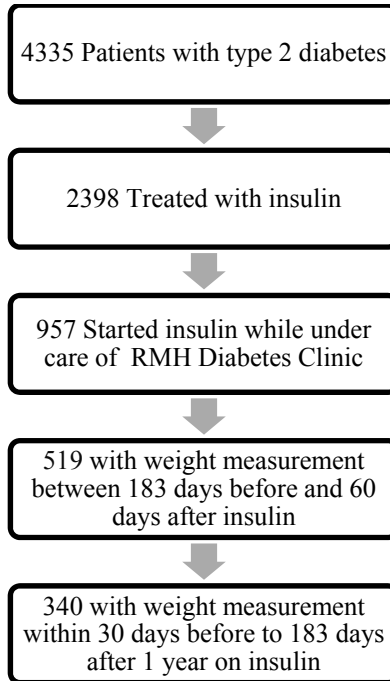 4335 Patients with type 2 diabetes
2398 Treated with insulin
957 Started insulin while under
care of RMH Diabetes Clinic
519 with weight measurement
between 183 days before and 60
days after insulin
340 with weight measurement
within 30 days before to 183 days
after 1 year on insulin